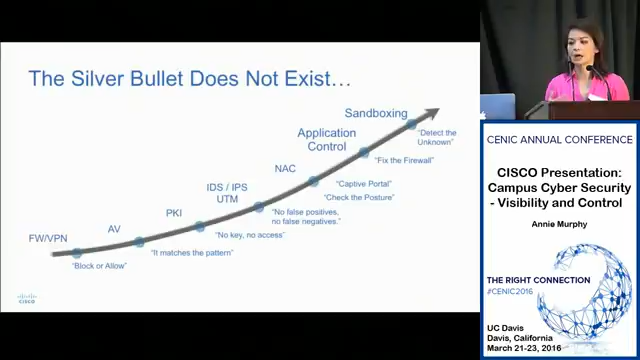 The Silver Bullet Does Not Exist…
Sandboxing
Application
Control
"Detect the
Unknown"
"Fix the Firewall"
NAC
"Captive Portal"
"Check the Posture"
IDS / IPS
UTM
"No false positives,
no false negatives."
PKI
"No key, no access"
AV
"It matches the pattern"
FW/VPN
"Block or Allow"
CISCO
CENIC ANNUAL CONFERENCE
CISCO Presentation:
Campus Cyber Security
- Visibility and Control
Annie Murphy
THE RIGHT CONNECTION
#CENIC2016
UC Davis
Davis, California
March 21-23, 2016